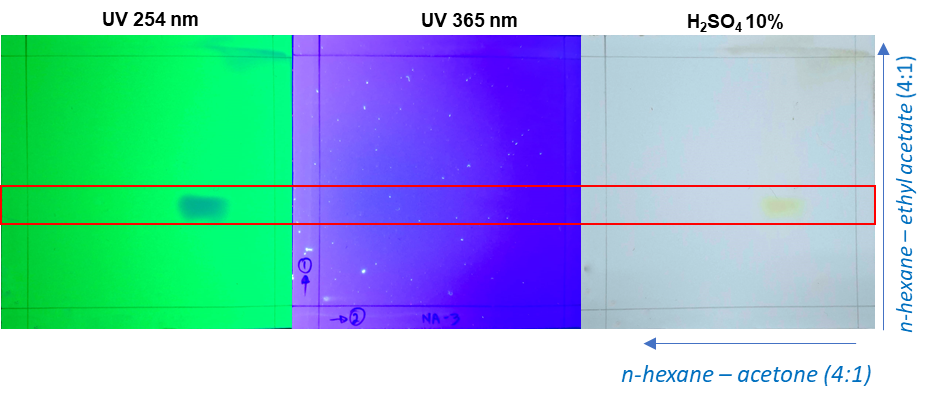 UV 254 nm
UV 365 nm
H₂SO₄ 10%
n-hexane – ethyl acetate (4:1)
1
2
NA-3
n-hexane – acetone (4:1)